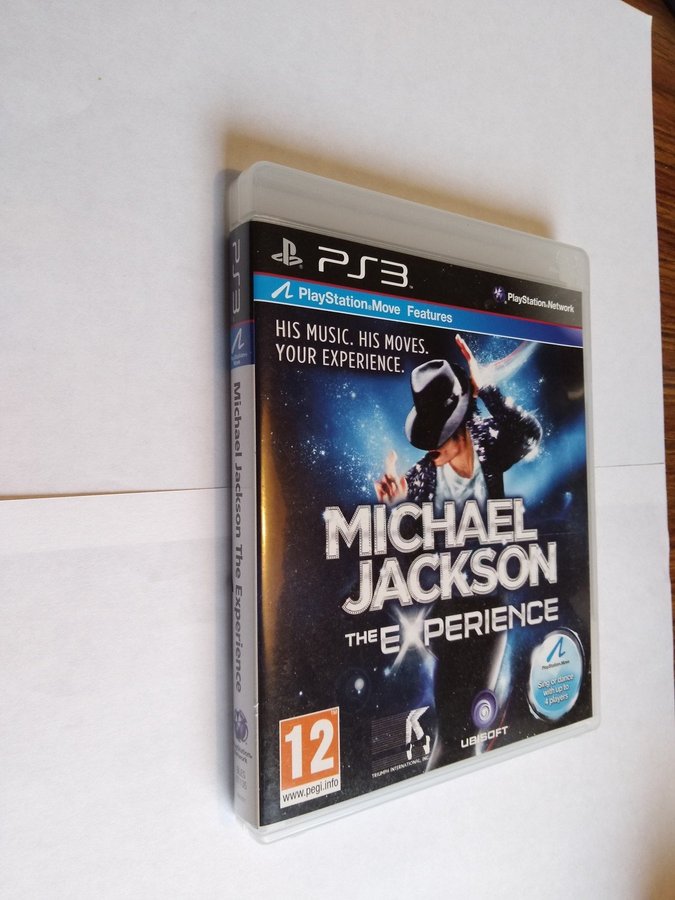 PS3
PlayStation®Move Features
PlayStation®Network
HIS MUSIC. HIS MOVES.
YOUR EXPERIENCE.
MICHAEL
JACKSON
THE EXPERIENCE
PlayStation®Move
Sing or dance
with up to
4 players
12
www.pegi.info
TRIUMPH INTERNATIONAL, INC.
UBISOFT
PS3
Michael Jackson The Experience